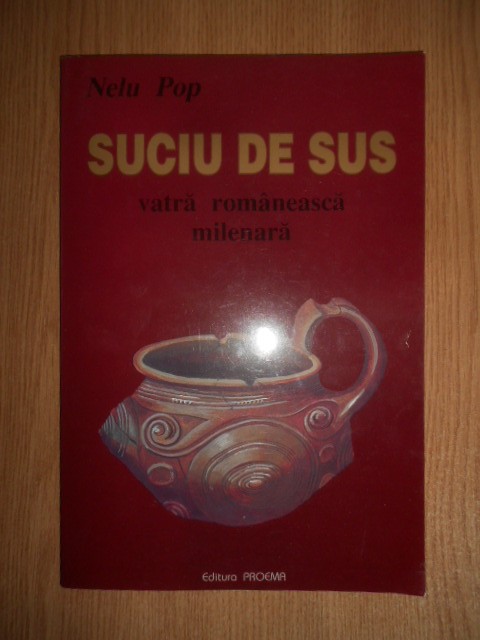 Nelu Pop
SUCIU DE SUS
vatră românească
milenară
Editura PROEMA